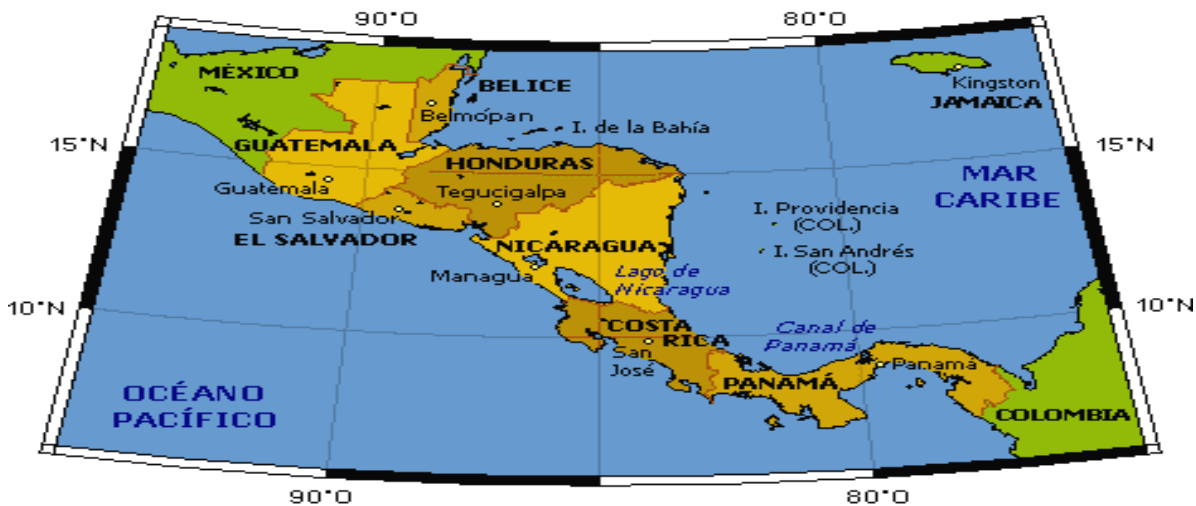 90°O
80°O
MÉXICO
Kingston
BELICE
JAMAICA
Belmópan
I. de la Bahía
15°N
15°N
GUATEMALA
HONDURAS
MAR
CARIBE
Guatemala
Tegucigalpa
San Salvador
I. Providencia
(COL.)
EL SALVADOR
NICARAGUA
I. San Andrés
(COL.)
Managua
Lago de
Nicaragua
10°N
10°N
COSTA
RICA
Canal de
Panamá
San
José
Panamá
PANAMÁ
OCÉANO
PACÍFICO
COLOMBIA
90°O
80°O